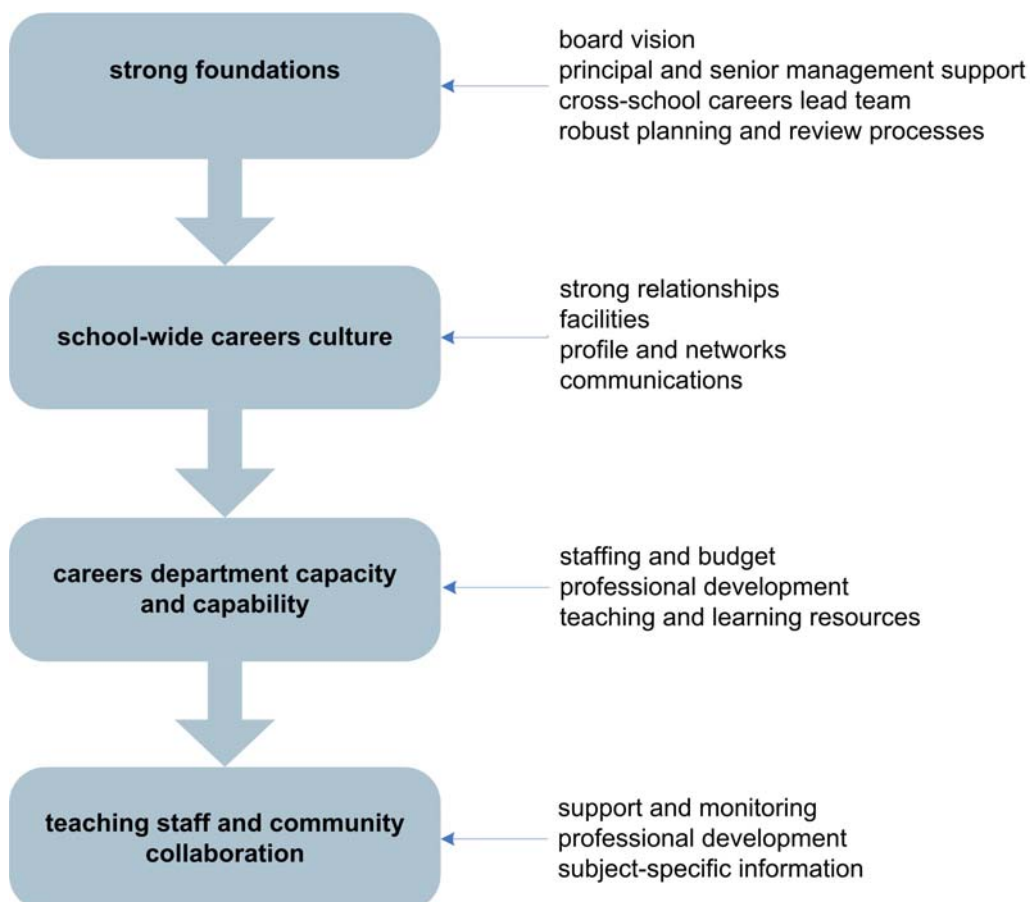 strong foundations
board vision
principal and senior management support
cross-school careers lead team
robust planning and review processes
school-wide careers culture
strong relationships
facilities
profile and networks
communications
careers department capacity
and capability
staffing and budget
professional development
teaching and learning resources
teaching staff and community
collaboration
support and monitoring
professional development
subject-specific information